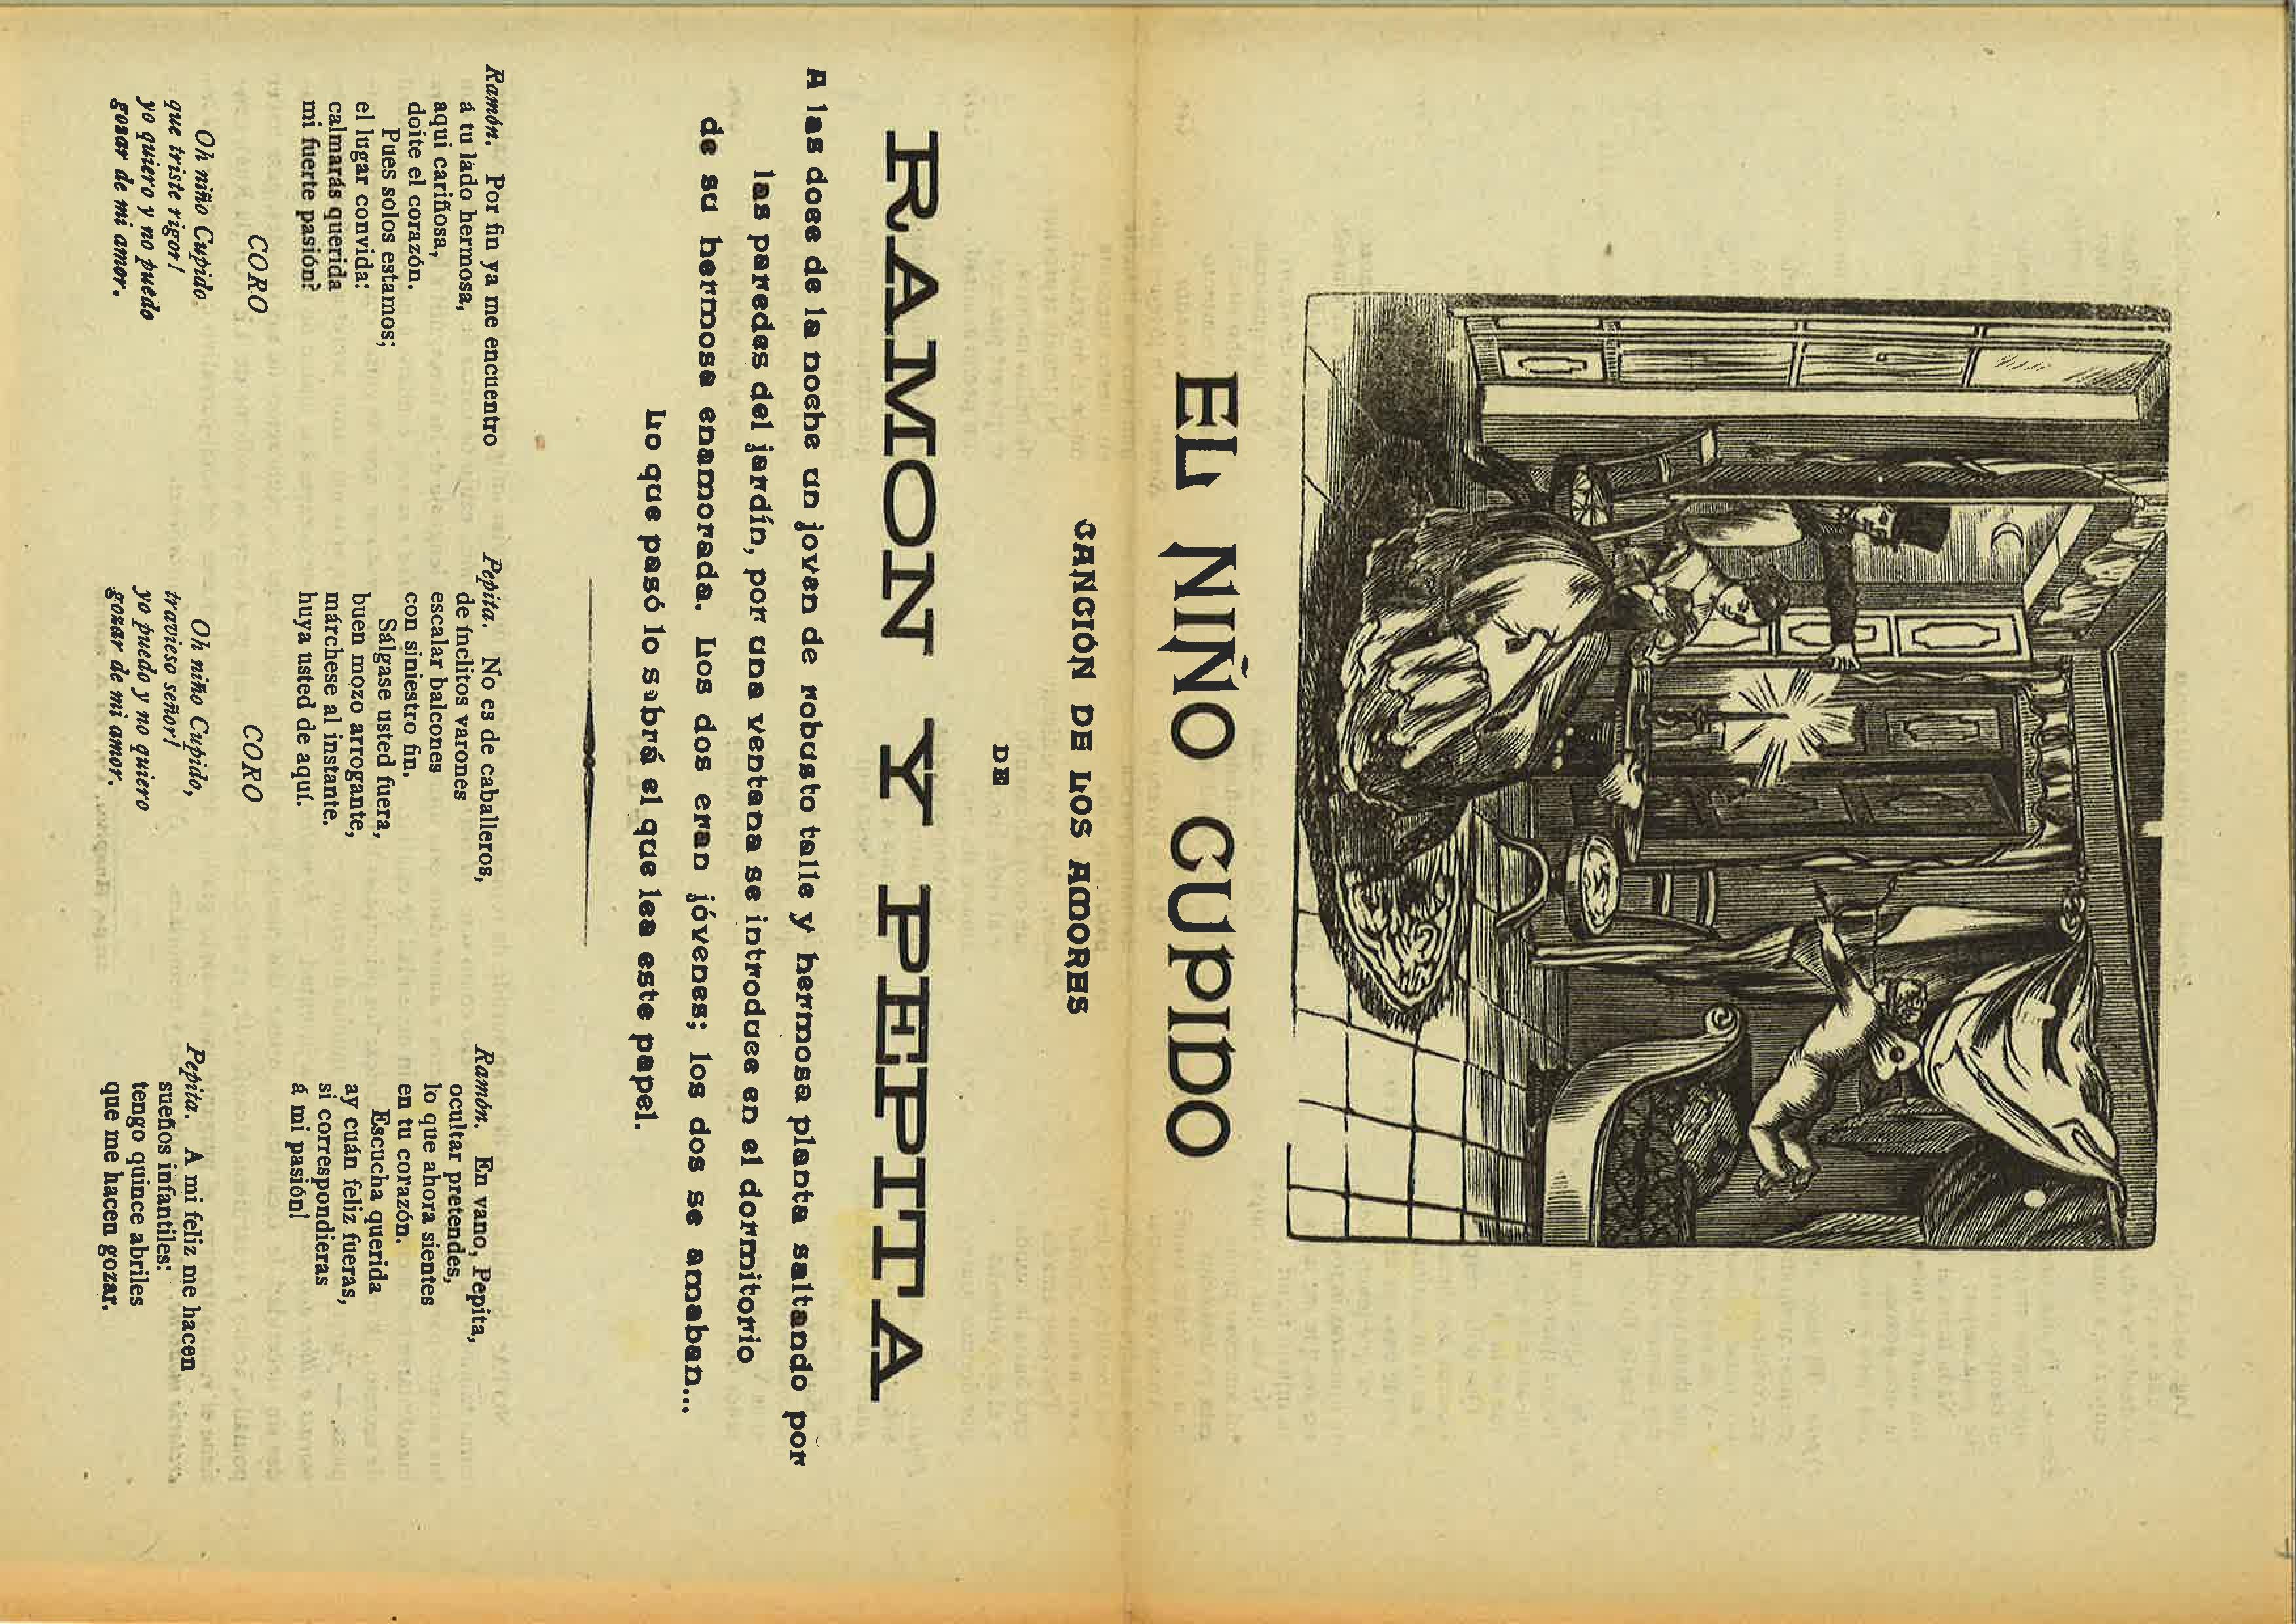 EL NIÑO CUPIDO
CANCIÓN DE LOS AMORES
DE
RAMON Y PEPITA
A las doce de la noche un joven de robusto talle y hermosa planta saltando por
las paredes del jardín, por una ventana se introduce en el dormitorio
de su hermosa enamorada. Los dos eran jóvenes; los dos se amaban...
Lo que pasó lo sabrá el que lea este papel.
Ramón. Por fin ya me encuentro
á tu lado hermosa,
aqui cariñosa,
doite el corazón.
Pues solos estamos;
el lugar convida:
calmarás querida
mi fuerte pasión?
CORO
Oh niño Cupido
que triste rigor!
yo quiero y no puedo
gozar de mi amor.
Pepita. No es de caballeros,
de ínclitos varones
escalar balcones
con siniestro fin.
Sálgase usted fuera,
buen mozo arrogante,
márchese al instante.
huya usted de aquí.
CORO
Oh niño Cupido,
travieso señor!
yo puedo y no quiero
gozar de mi amor.
Ramón. En vano, Pepita,
ocultar pretendes,
lo que ahora sientes
en tu corazón.
Escucha querida
ay cuán feliz fueras,
si correspondieras
á mi pasión!
Pepita. A mi feliz me hacen
sueños infantiles:
tengo quince abriles
que me hacen gozar.